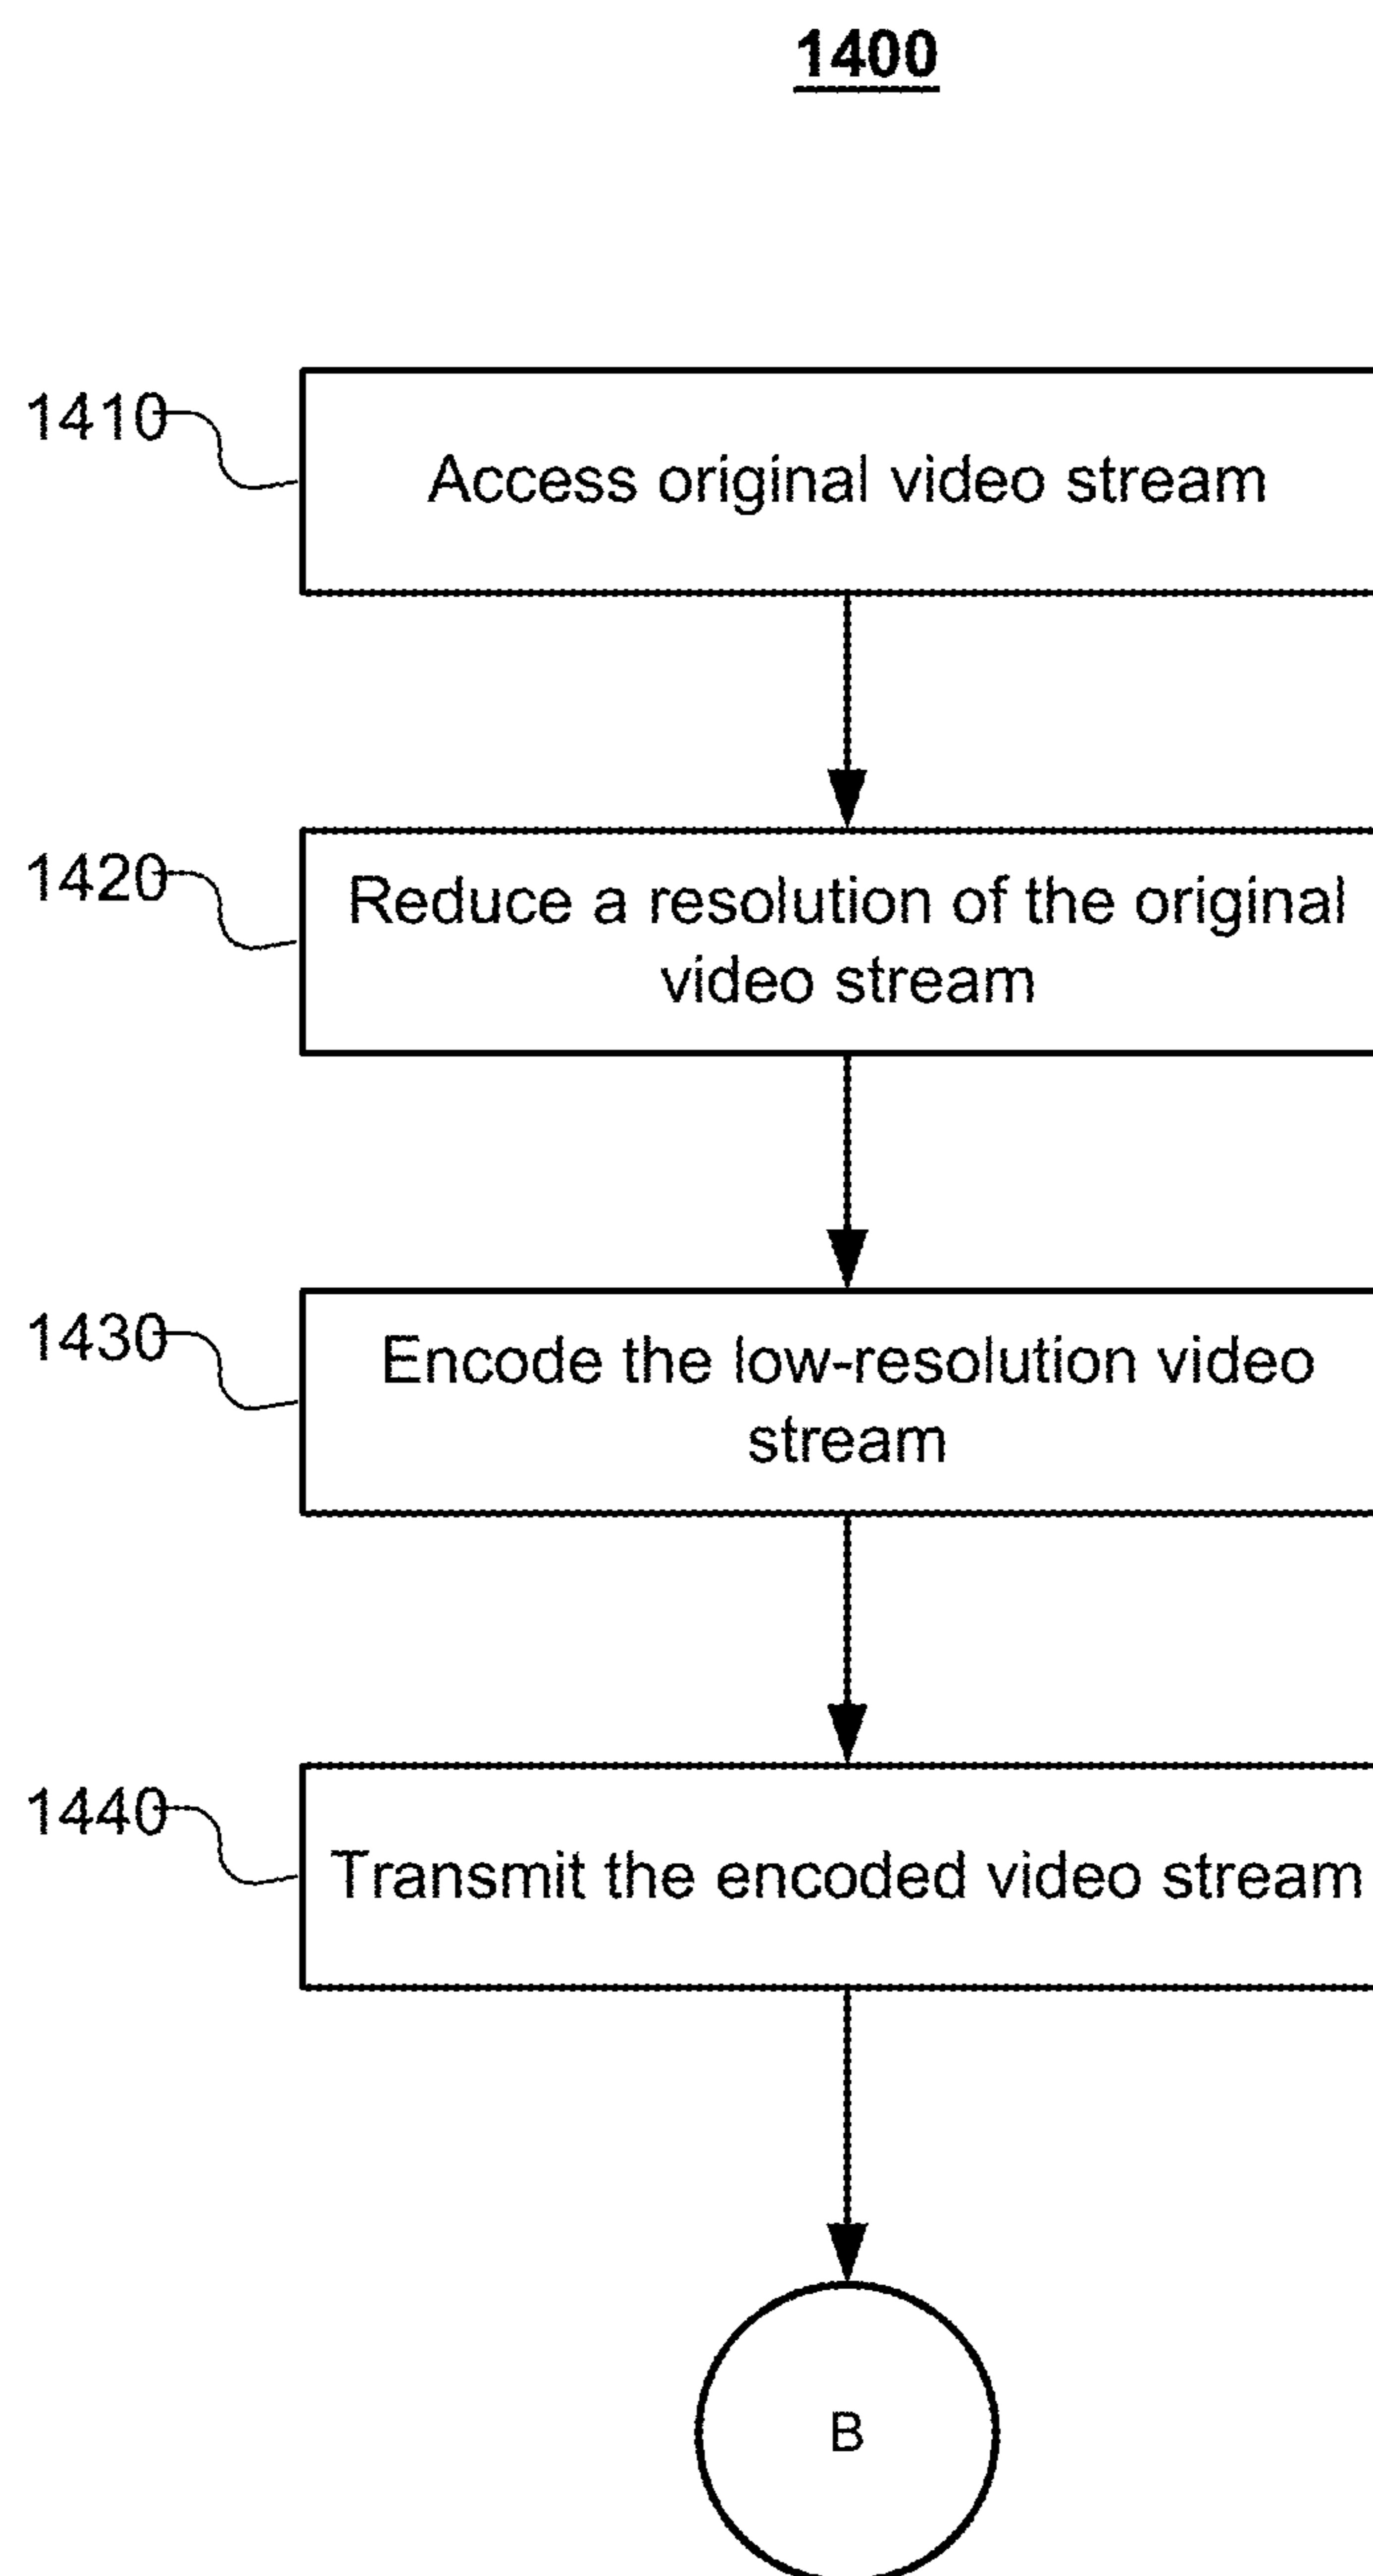 1400
1410
Access original video stream
1420
Reduce a resolution of the original
video stream
1430
Encode the low-resolution video
stream
1440
Transmit the encoded video stream
B